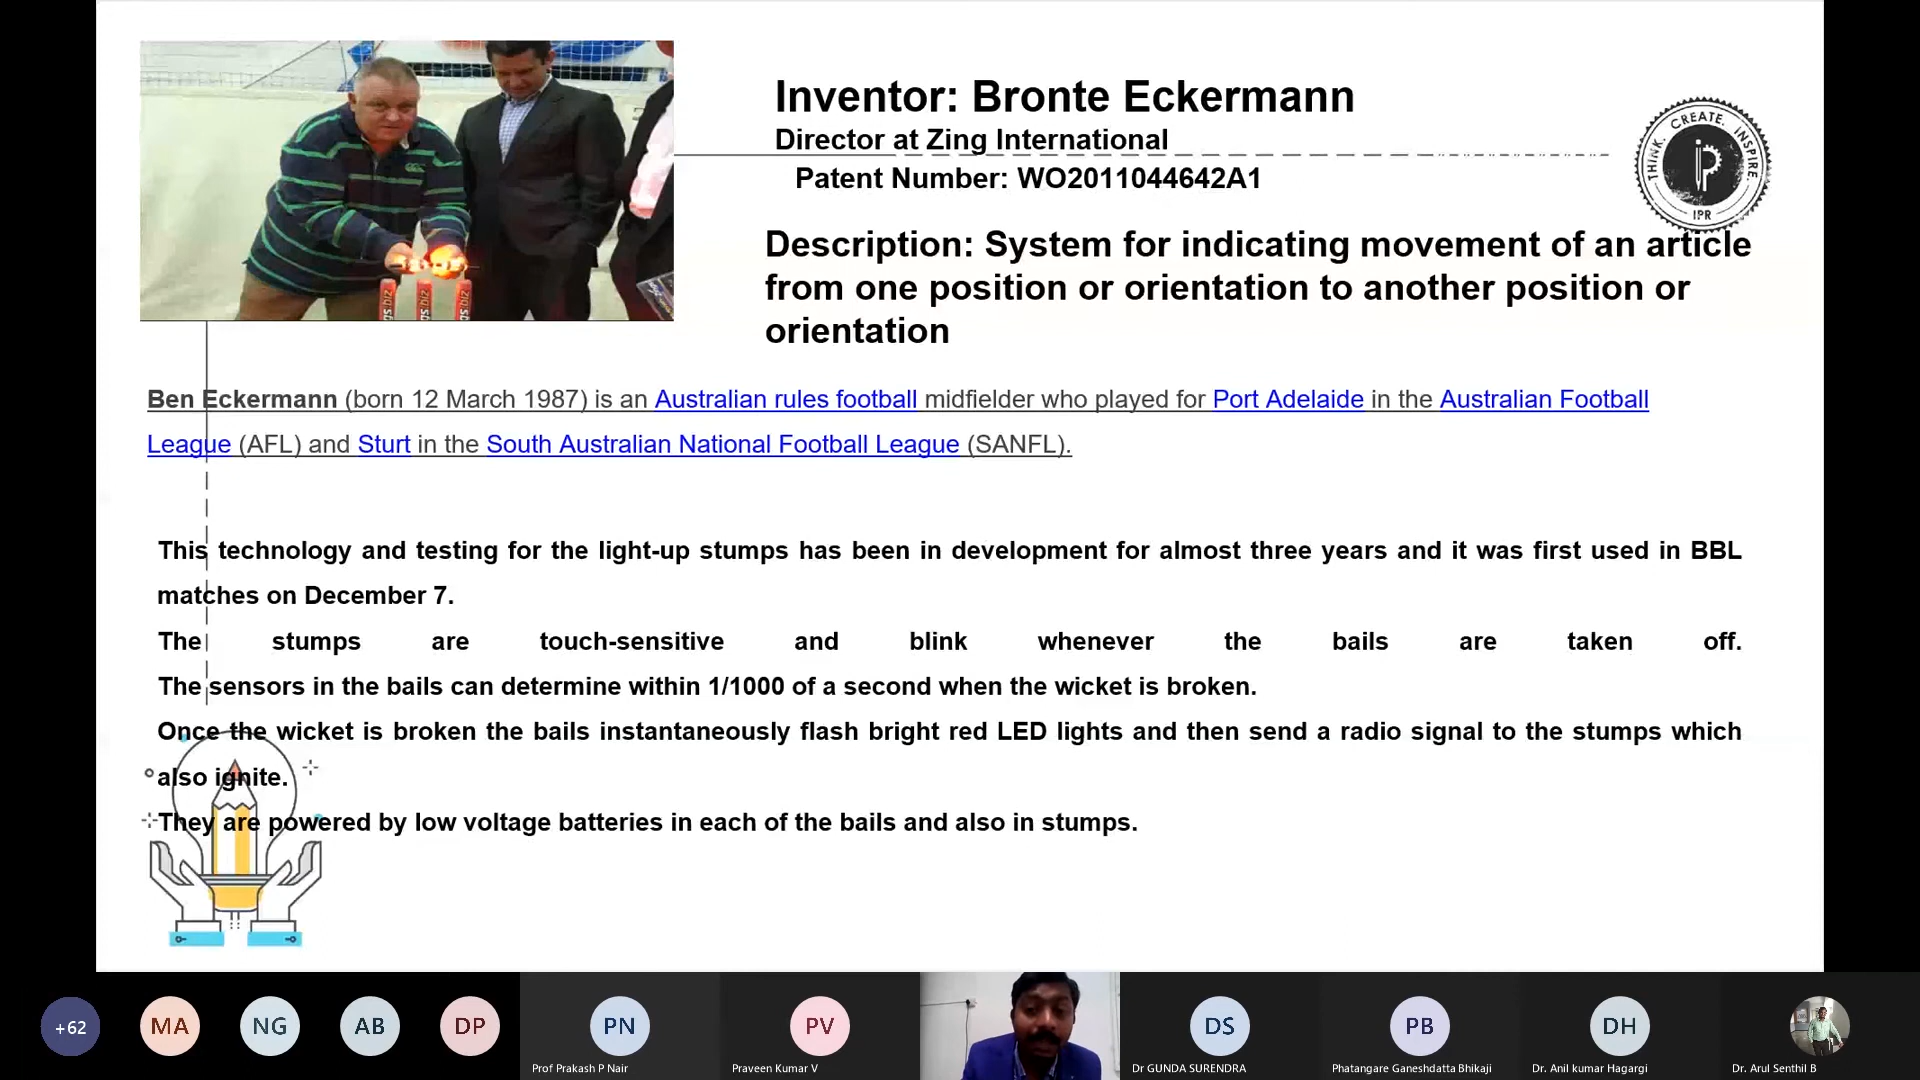 Inventor: Bronte Eckermann
Director at Zing International
Patent Number: WO2011044642A1
THINK. CREATE. INSPIRE.
IPR
Description: System for indicating movement of an article
from one position or orientation to another position or
orientation
Ben Eckermann (born 12 March 1987) is an Australian rules football midfielder who played for Port Adelaide in the Australian Football
League (AFL) and Sturt in the South Australian National Football League (SANFL).
This technology and testing for the light-up stumps has been in development for almost three years and it was first used in BBL
matches on December 7.
The stumps are touch-sensitive and blink whenever the bails are taken off.
The sensors in the bails can determine within 1/1000 of a second when the wicket is broken.
Once the wicket is broken the bails instantaneously flash bright red LED lights and then send a radio signal to the stumps which
also ignite.
They are powered by low voltage batteries in each of the bails and also in stumps.
+62
MA
NG
AB
DP
PN
Prof Prakash P Nair
PV
Praveen Kumar V
DS
Dr GUNDA SURENDRA
PB
Phatangare Ganeshdatta Bhikaji
DH
Dr. Anil kumar Hagargi
Dr. Arul Senthil B